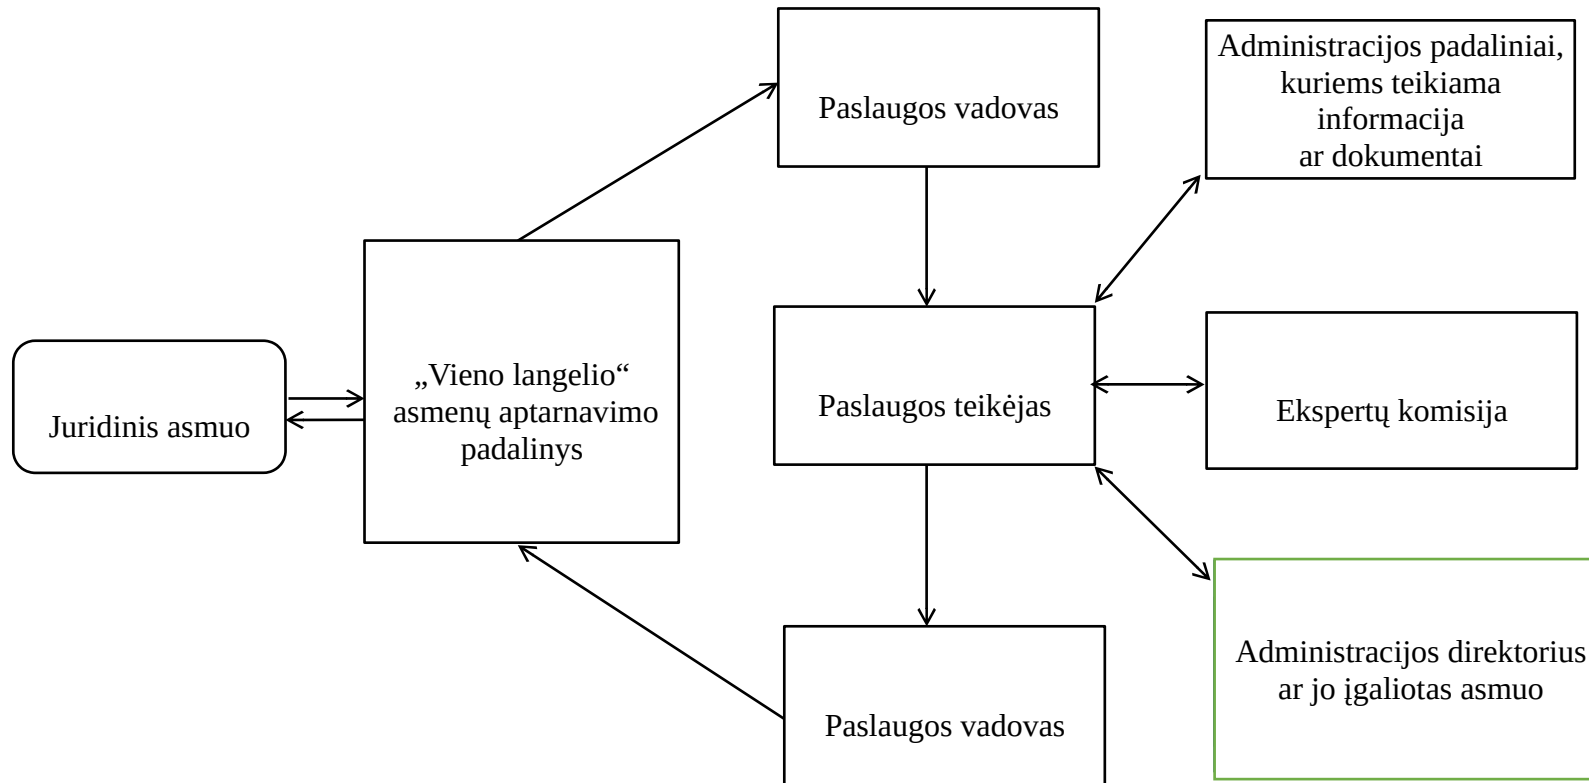 Paslaugos vadovas
Administracijos padaliniai,
kuriems teikiama
informacija
ar dokumentai
Juridinis asmuo
„Vieno langelio“
asmenų aptarnavimo
padalinys
Paslaugos teikėjas
Ekspertų komisija
Administracijos direktorius
ar jo įgaliotas asmuo
Paslaugos vadovas